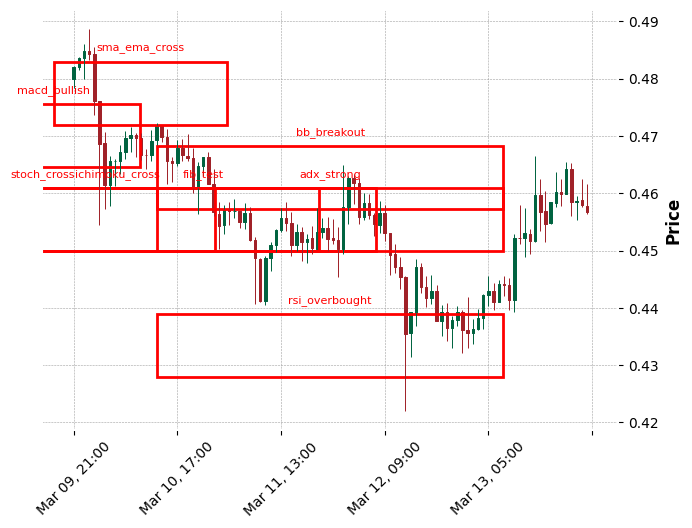 0.49
sma_ema_cross
0.48
macd_bullish
0.47
bb_breakout
stoch_crossichimoku_cross
fib_test
adx_strong
0.46
Price
0.45
rsi_overbought
0.44
0.43
0.42
Mar 09, 21:00
Mar 10, 17:00
Mar 11, 13:00
Mar 12, 09:00
Mar 13, 05:00